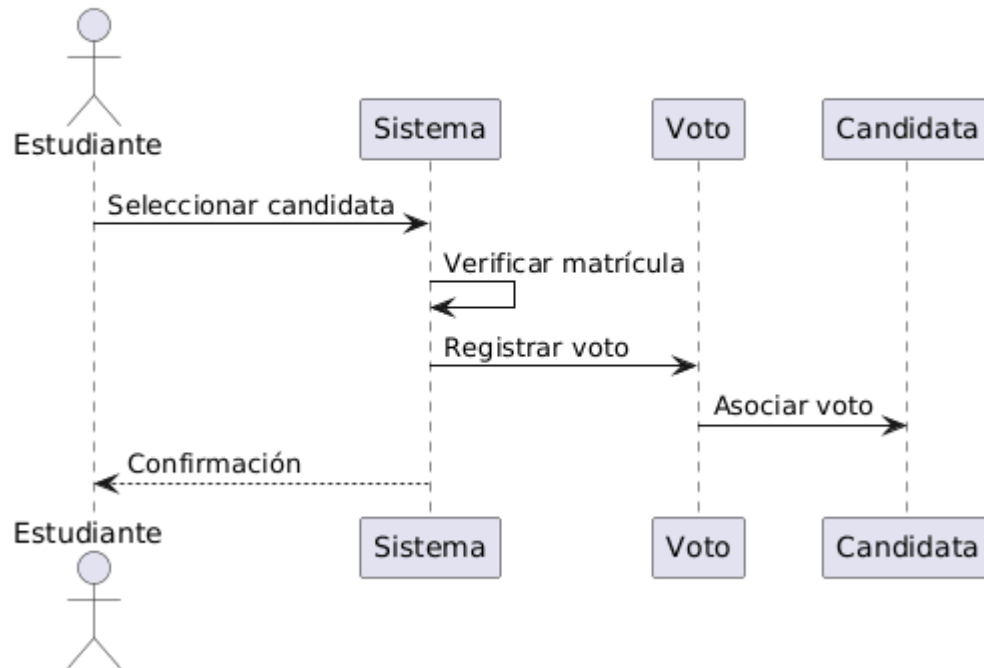 Estudiante
Sistema
Voto
Candidata
Seleccionar candidata
Verificar matrícula
Registrar voto
Asociar voto
Confirmación
Estudiante
Sistema
Voto
Candidata